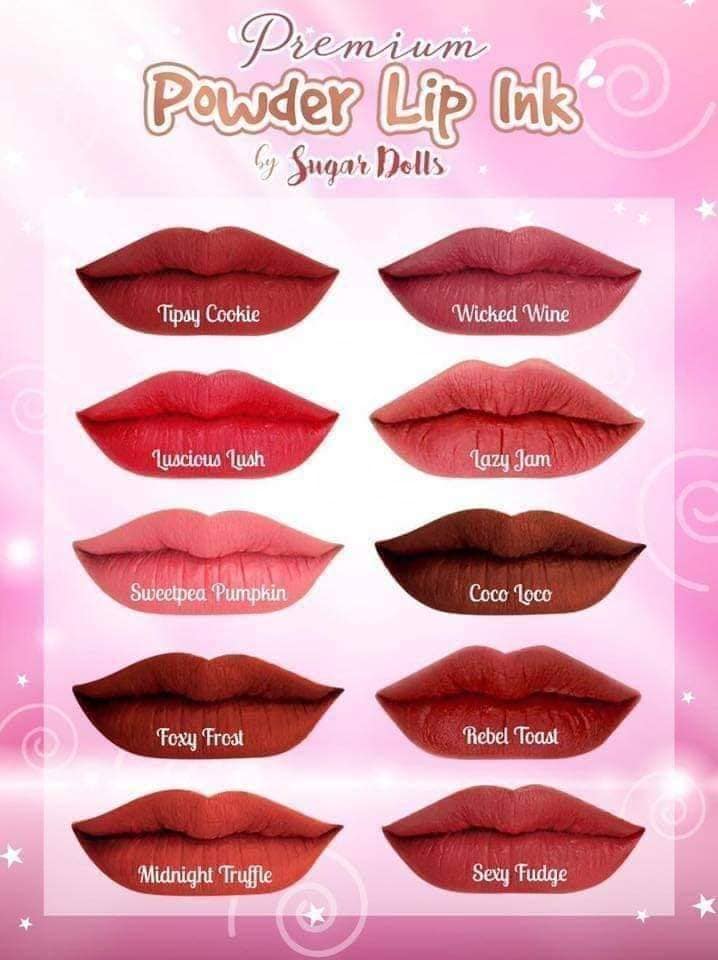 Premium
Powder Lip Ink
by Sugar Dolls
Tipsy Cookie
Wicked Wine
Luscious Lush
Lazy Jam
Sweetpea Pumpkin
Coco Loco
Foxy Frost
Rebel Toast
Midnight Truffle
Sexy Fudge